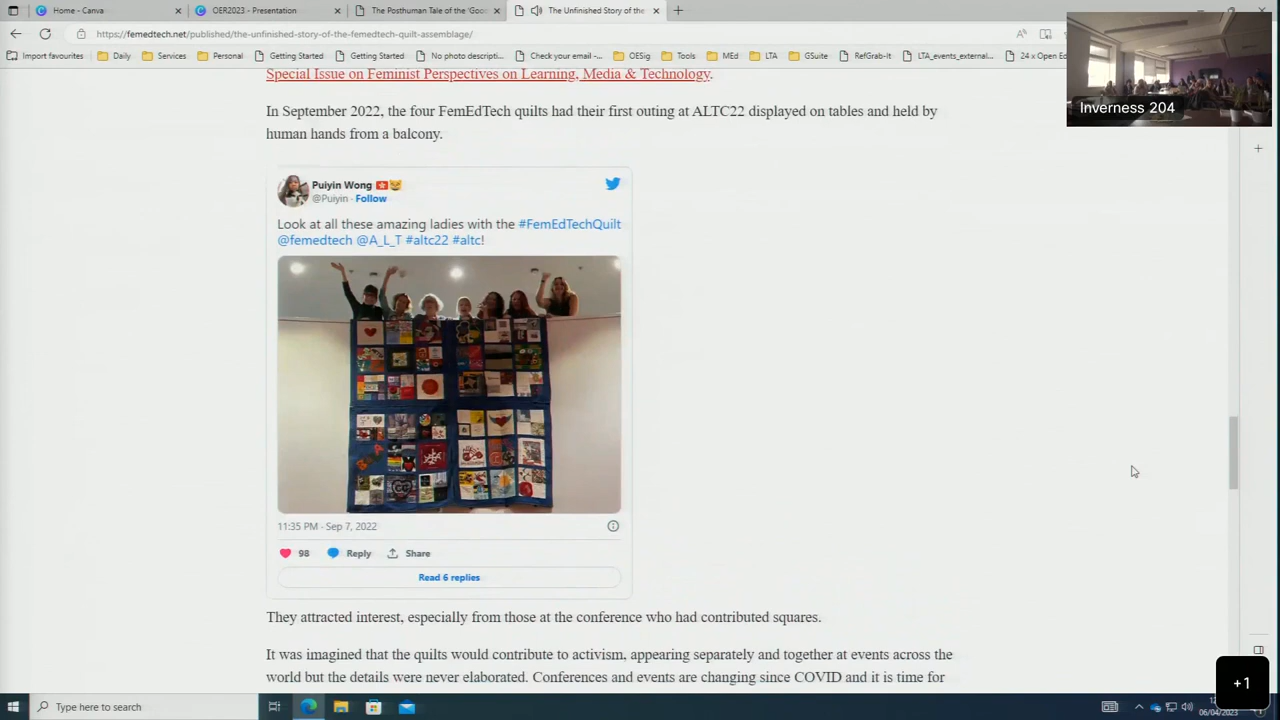 Home - Canva
OER2023 - Presentation
The Posthuman Tale of the 'Goo
The Unfinished Story of the
https://femedtech.net/published/the-unfinished-story-of-the-femedtech-quilt-assemblage/
Import favourites
Daily
Services
Personal
Getting Started
Getting Started
No photo descripti...
Check your email -...
OESig
Tools
MEd
LTA
GSuite
RefGrab-It
LTA_events_external...
24 x Open Ed
Inverness 204
Special Issue on Feminist Perspectives on Learning, Media & Technology.
In September 2022, the four FemEdTech quilts had their first outing at ALTC22 displayed on tables and held by
human hands from a balcony.
Puiyin Wong
@Puiyin · Follow
Look at all these amazing ladies with the #FemEdTechQuilt
@femedtech @A_L_T #altc22 #altc!
11:35 PM · Sep 7, 2022
98
Reply
Share
Read 6 replies
They attracted interest, especially from those at the conference who had contributed squares.
It was imagined that the quilts would contribute to activism, appearing separately and together at events across the
world but the details were never elaborated. Conferences and events are changing since COVID and it is time for
+1
Type here to search
06/04/2023